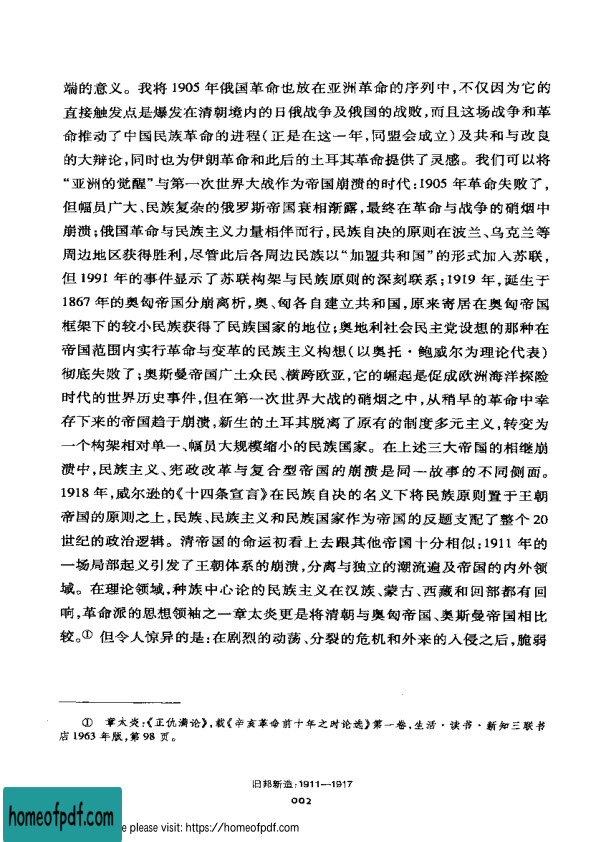 端的意义。我将 1905 年俄国革命也放在亚洲革命的序列中,不仅因为它的
直接触发点是爆发在清朝境内的日俄战争及俄国的战败,而且这场战争和革
命推动了中国民族革命的进程(正是在这一年,同盟会成立)及共和与改良
的大辩论,同时也为伊朗革命和此后的土耳其革命提供了灵感。我们可以将
“亚洲的觉醒”与第一次世界大战作为帝国崩溃的时代:1905 年革命失败了,
但幅员广大、民族复杂的俄罗斯帝国衰相渐露,最终在革命与战争的硝烟中
崩溃;俄国革命与民族主义力量相伴而行,民族自决的原则在波兰、乌克兰等
周边地区获得胜利,尽管此后各周边民族以“加盟共和国”的形式加入苏联,
但 1991 年的事件显示了苏联构架与民族原则的深刻联系;1919 年,诞生于
1867 年的奥匈帝国分崩离析,奥、匈各自建立共和国,原来寄居在奥匈帝国
框架下的较小民族获得了民族国家的地位;奥地利社会民主党设想的那种在
帝国范围内实行革命与变革的民族主义构想(以奥托·鲍威尔为理论代表)
彻底失败了;奥斯曼帝国广土众民、横跨欧亚,它的崛起是促成欧洲海洋探险
时代的世界历史事件,但在第一次世界大战的硝烟之中,从稍早的革命中幸
存下来的帝国趋于崩溃,新生的土耳其脱离了原有的制度多元主义,转变为
一个构架相对单一、幅员大规模缩小的民族国家。在上述三大帝国的相继崩
溃中,民族主义、宪政改革与复合型帝国的崩溃是同一故事的不同侧面。
1918 年,威尔逊的《十四条宣言》在民族自决的名义下将民族原则置于王朝
帝国的原则之上,民族、民族主义和民族国家作为帝国的反题支配了整个 20
世纪的政治逻辑。清帝国的命运初看上去跟其他帝国十分相似:1911 年的
一场局部起义引发了王朝体系的崩溃,分离与独立的潮流遍及帝国的内外领
域。在理论领域,种族中心论的民族主义在汉族、蒙古、西藏和回部都有回
响,革命派的思想领袖之一章太炎更是将清朝与奥匈帝国、奥斯曼帝国相比
较。① 但令人惊异的是:在剧烈的动荡、分裂的危机和外来的入侵之后,脆弱
① 章太炎:《正仇满论》,载《辛亥革命前十年之时论选》第一卷,生活·读书·新知三联书
店 1963 年版,第 98 页。
旧邦新造:1911—1917
002
homeofpdf.com
e please visit: https://homeofpdf.com